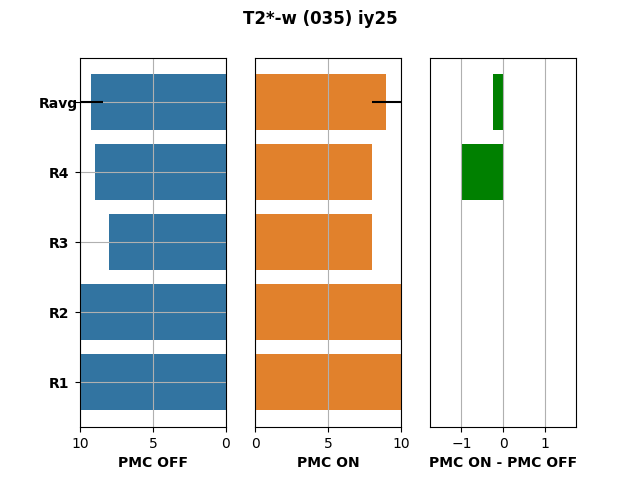 T2*-w (035) iy25
Ravg
R4
R3
R2
R1
10 5 0
0 5 10
−1 0 1
PMC OFF
PMC ON
PMC ON - PMC OFF